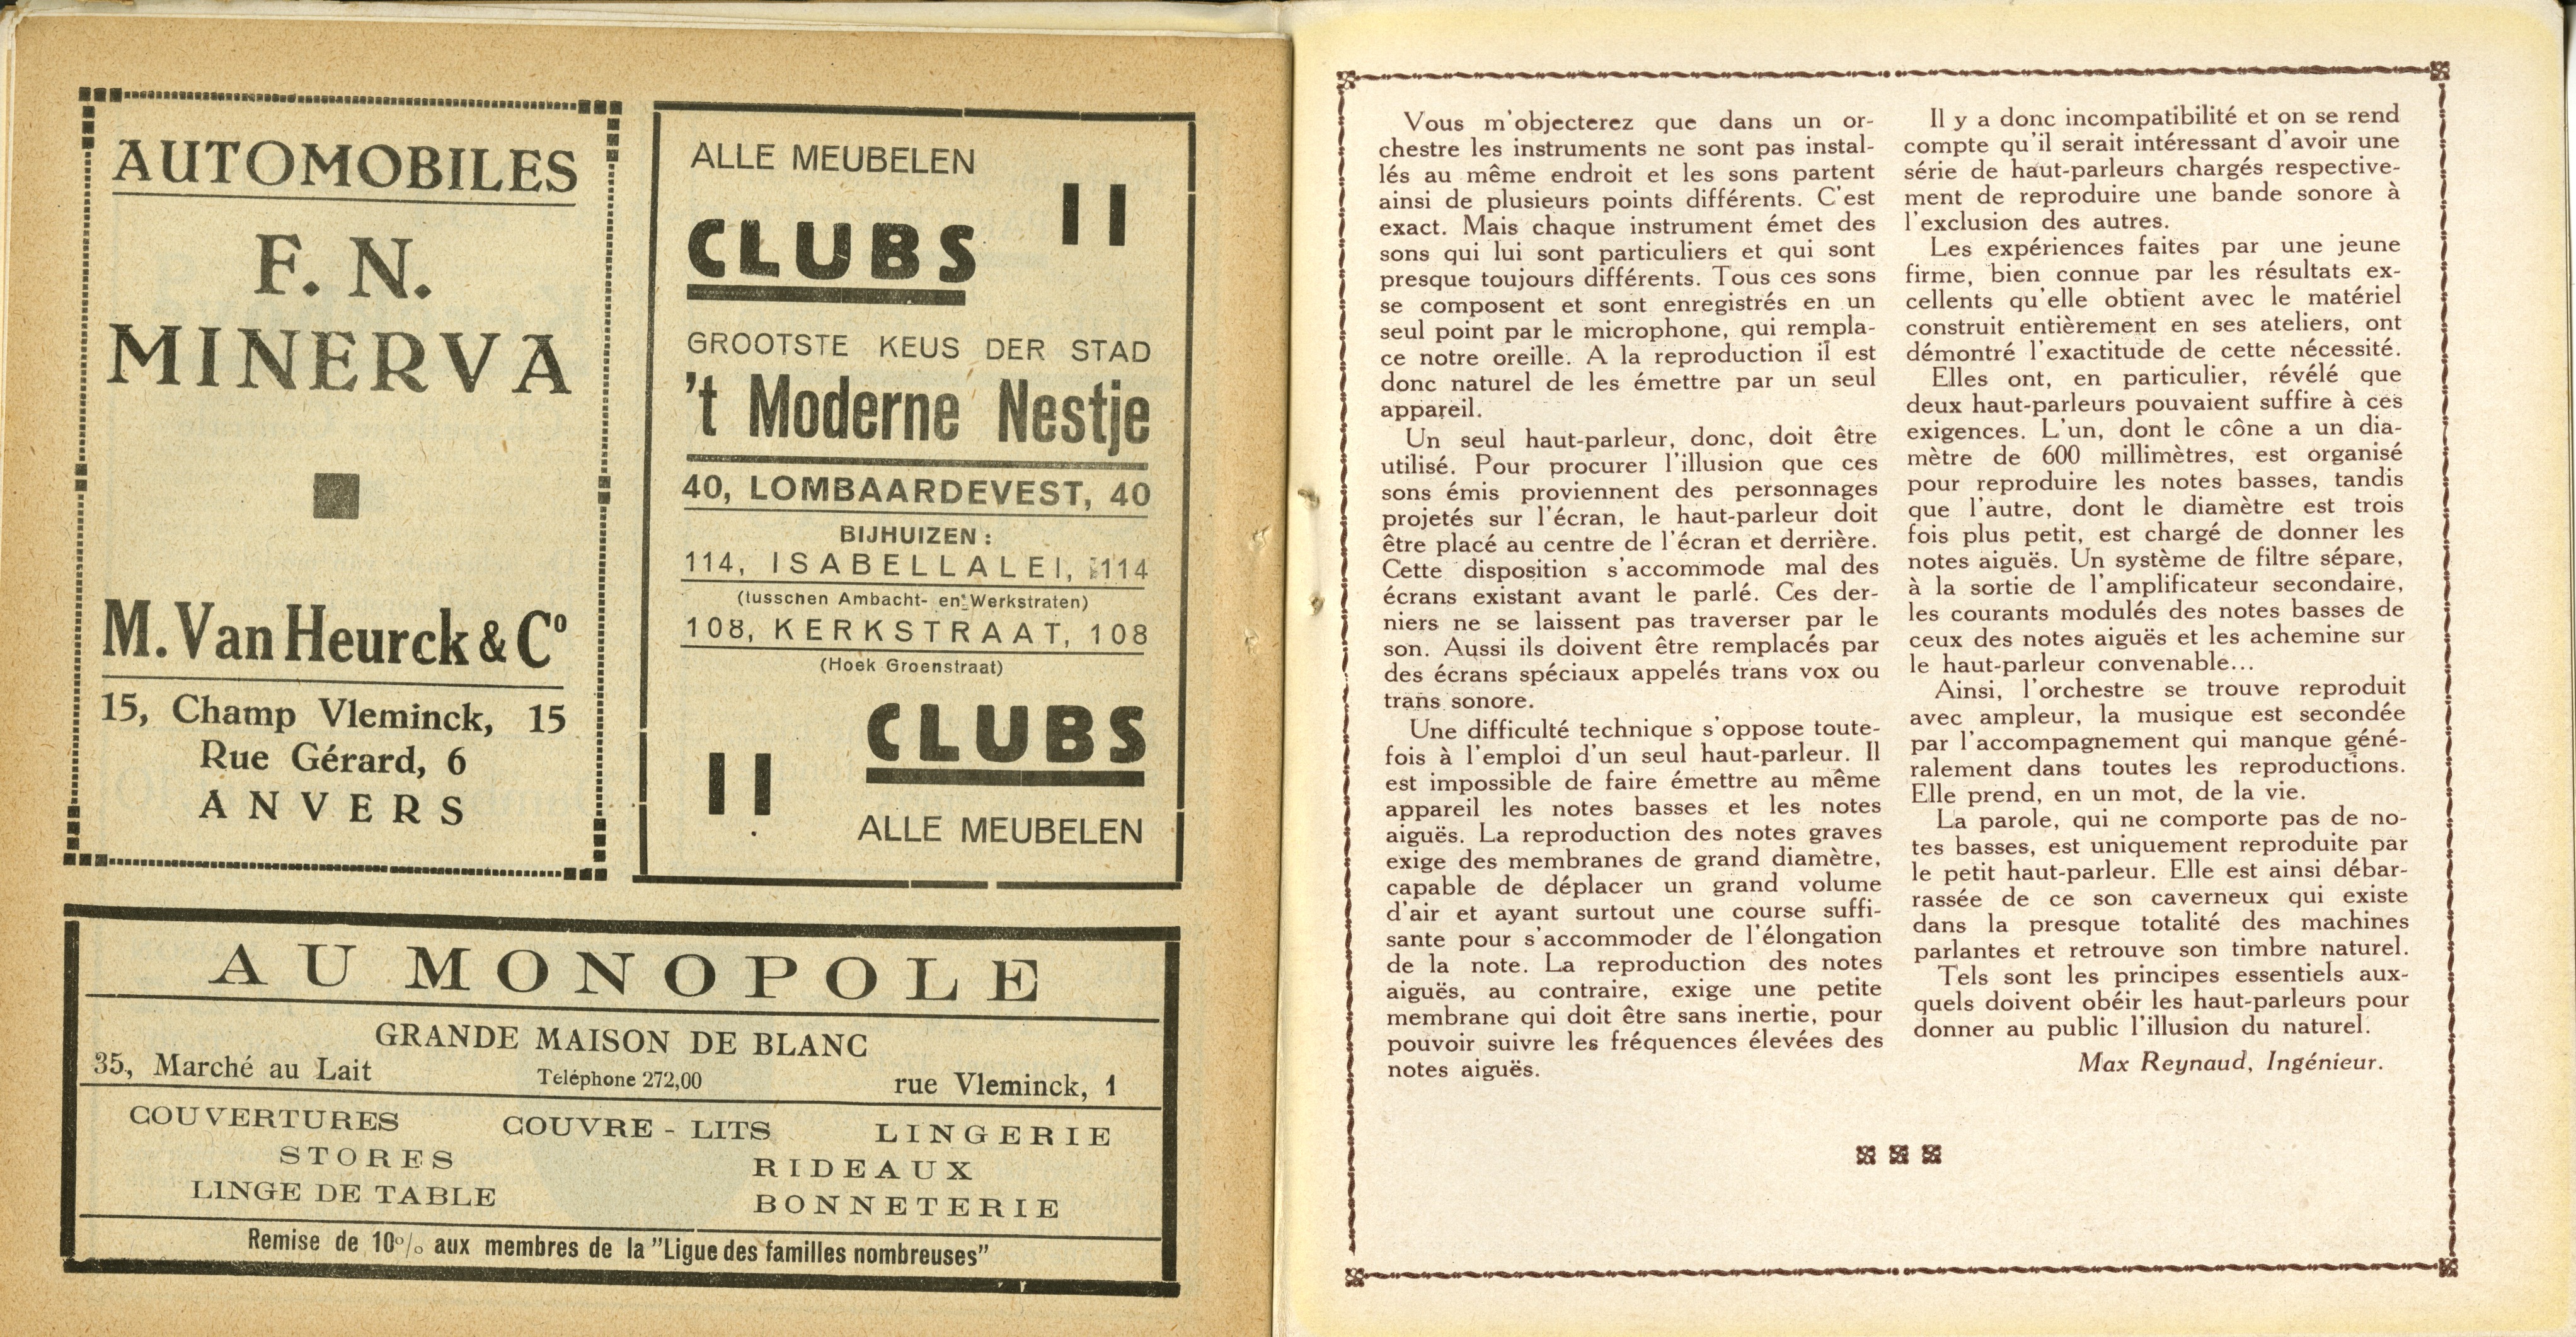 AUTOMOBILES
F. N.
MINERVA
M. Van Heurck & Cº
15, Champ Vleminck, 15
Rue Gérard, 6
ANVERS
ALLE MEUBELEN
CLUBS
GROOTSTE KEUS DER STAD
't Moderne Nestje
40, LOMBAARDEVEST, 40
BIJHUIZEN :
114, ISABELLALEI, 114
(tusschen Ambacht- en Werkstraten)
108, KERKSTRAAT, 108
(Hoek Groenstraat)
CLUBS
ALLE MEUBELEN
AU MONOPOLE
GRANDE MAISON DE BLANC
35, Marché au Lait Teléphone 272,00 rue Vleminck, 1
COUVERTURES COUVRE - LITS LINGERIE
STORES RIDEAUX
LINGE DE TABLE BONNETERIE
Remise de 10% aux membres de la "Ligue des familles nombreuses"
Vous m'objecterez que dans un or-
chestre les instruments ne sont pas instal-
lés au même endroit et les sons partent
ainsi de plusieurs points différents. C'est
exact. Mais chaque instrument émet des
sons qui lui sont particuliers et qui sont
presque toujours différents. Tous ces sons
se composent et sont enregistrés en un
seul point par le microphone, qui rempla-
ce notre oreille. A la reproduction il est
donc naturel de les émettre par un seul
appareil.
Un seul haut-parleur, donc, doit être
utilisé. Pour procurer l'illusion que ces
sons émis proviennent des personnages
projetés sur l'écran, le haut-parleur doit
être placé au centre de l'écran et derrière.
Cette disposition s'accommode mal des
écrans existant avant le parlé. Ces der-
niers ne se laissent pas traverser par le
son. Aussi ils doivent être remplacés par
des écrans spéciaux appelés trans vox ou
trans sonore.
Une difficulté technique s'oppose toute-
fois à l'emploi d'un seul haut-parleur. Il
est impossible de faire émettre au même
appareil les notes basses et les notes
aiguës. La reproduction des notes graves
exige des membranes de grand diamètre,
capable de déplacer un grand volume
d'air et ayant surtout une course suffi-
sante pour s'accommoder de l'élongation
de la note. La reproduction des notes
aiguës, au contraire, exige une petite
membrane qui doit être sans inertie, pour
pouvoir suivre les fréquences élevées des
notes aiguës.
Il y a donc incompatibilité et on se rend
compte qu'il serait intéressant d'avoir une
série de haut-parleurs chargés respective-
ment de reproduire une bande sonore à
l'exclusion des autres.
Les expériences faites par une jeune
firme, bien connue par les résultats ex-
cellents qu'elle obtient avec le matériel
construit entièrement en ses ateliers, ont
démontré l'exactitude de cette nécessité.
Elles ont, en particulier, révélé que
deux haut-parleurs pouvaient suffire à ces
exigences. L'un, dont le cône a un dia-
mètre de 600 millimètres, est organisé
pour reproduire les notes basses, tandis
que l'autre, dont le diamètre est trois
fois plus petit, est chargé de donner les
notes aiguës. Un système de filtre sépare,
à la sortie de l'amplificateur secondaire,
les courants modulés des notes basses de
ceux des notes aiguës et les achemine sur
le haut-parleur convenable...
Ainsi, l'orchestre se trouve reproduit
avec ampleur, la musique est secondée
par l'accompagnement qui manque géné-
ralement dans toutes les reproductions.
Elle prend, en un mot, de la vie.
La parole, qui ne comporte pas de no-
tes basses, est uniquement reproduite par
le petit haut-parleur. Elle est ainsi débar-
rassée de ce son caverneux qui existe
dans la presque totalité des machines
parlantes et retrouve son timbre naturel.
Tels sont les principes essentiels aux-
quels doivent obéir les haut-parleurs pour
donner au public l'illusion du naturel.
Max Reynaud, Ingénieur.